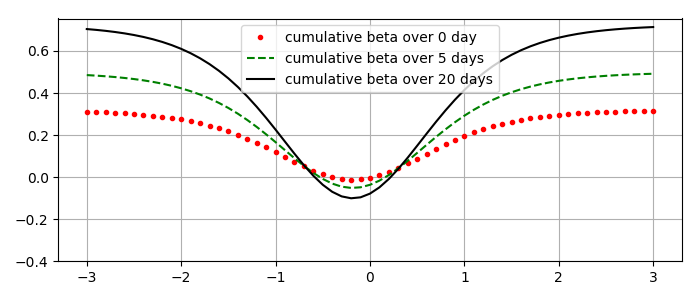 cumulative beta over 0 day
cumulative beta over 5 days
cumulative beta over 20 days
0.6
0.4
0.2
0.0
−0.2
−0.4
−3 −2 −1 0 1 2 3